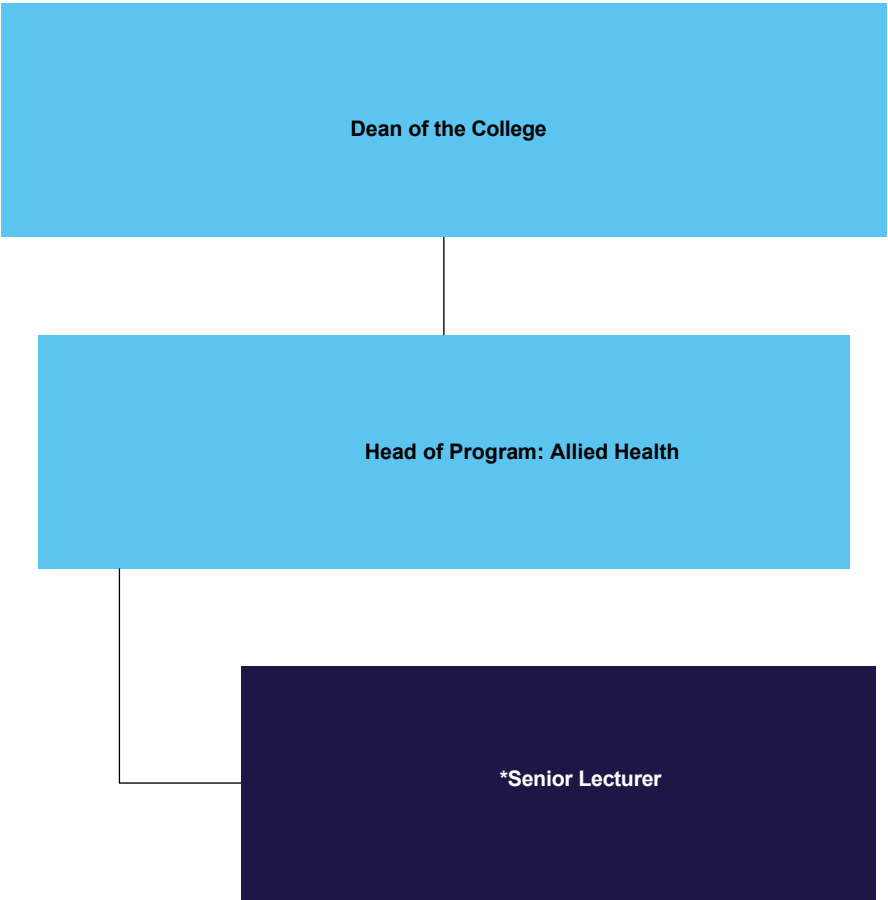 Dean of the College
Head of Program: Allied Health
*Senior Lecturer